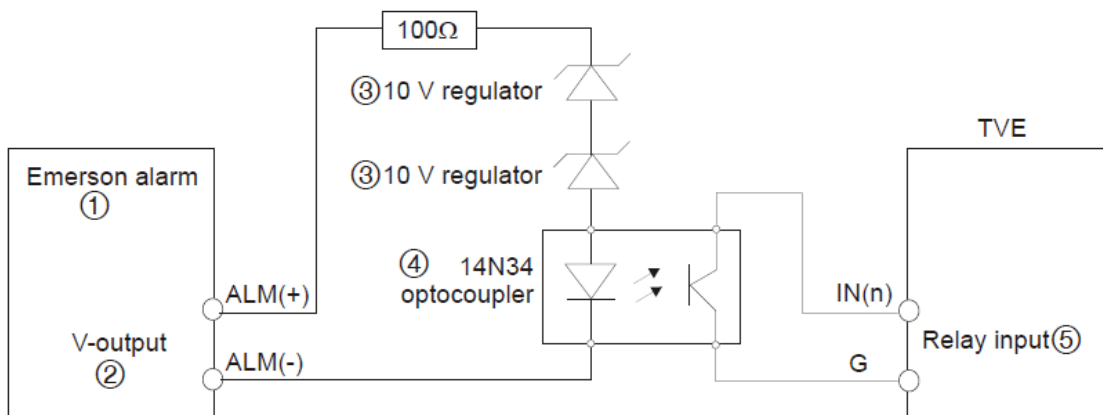 100Ω
③10 V regulator
TVE
③10 V regulator
Emerson alarm
①
④ 14N34
optocoupler
ALM(+)
IN(n)
V-output
②
Relay input⑤
ALM(-)
G